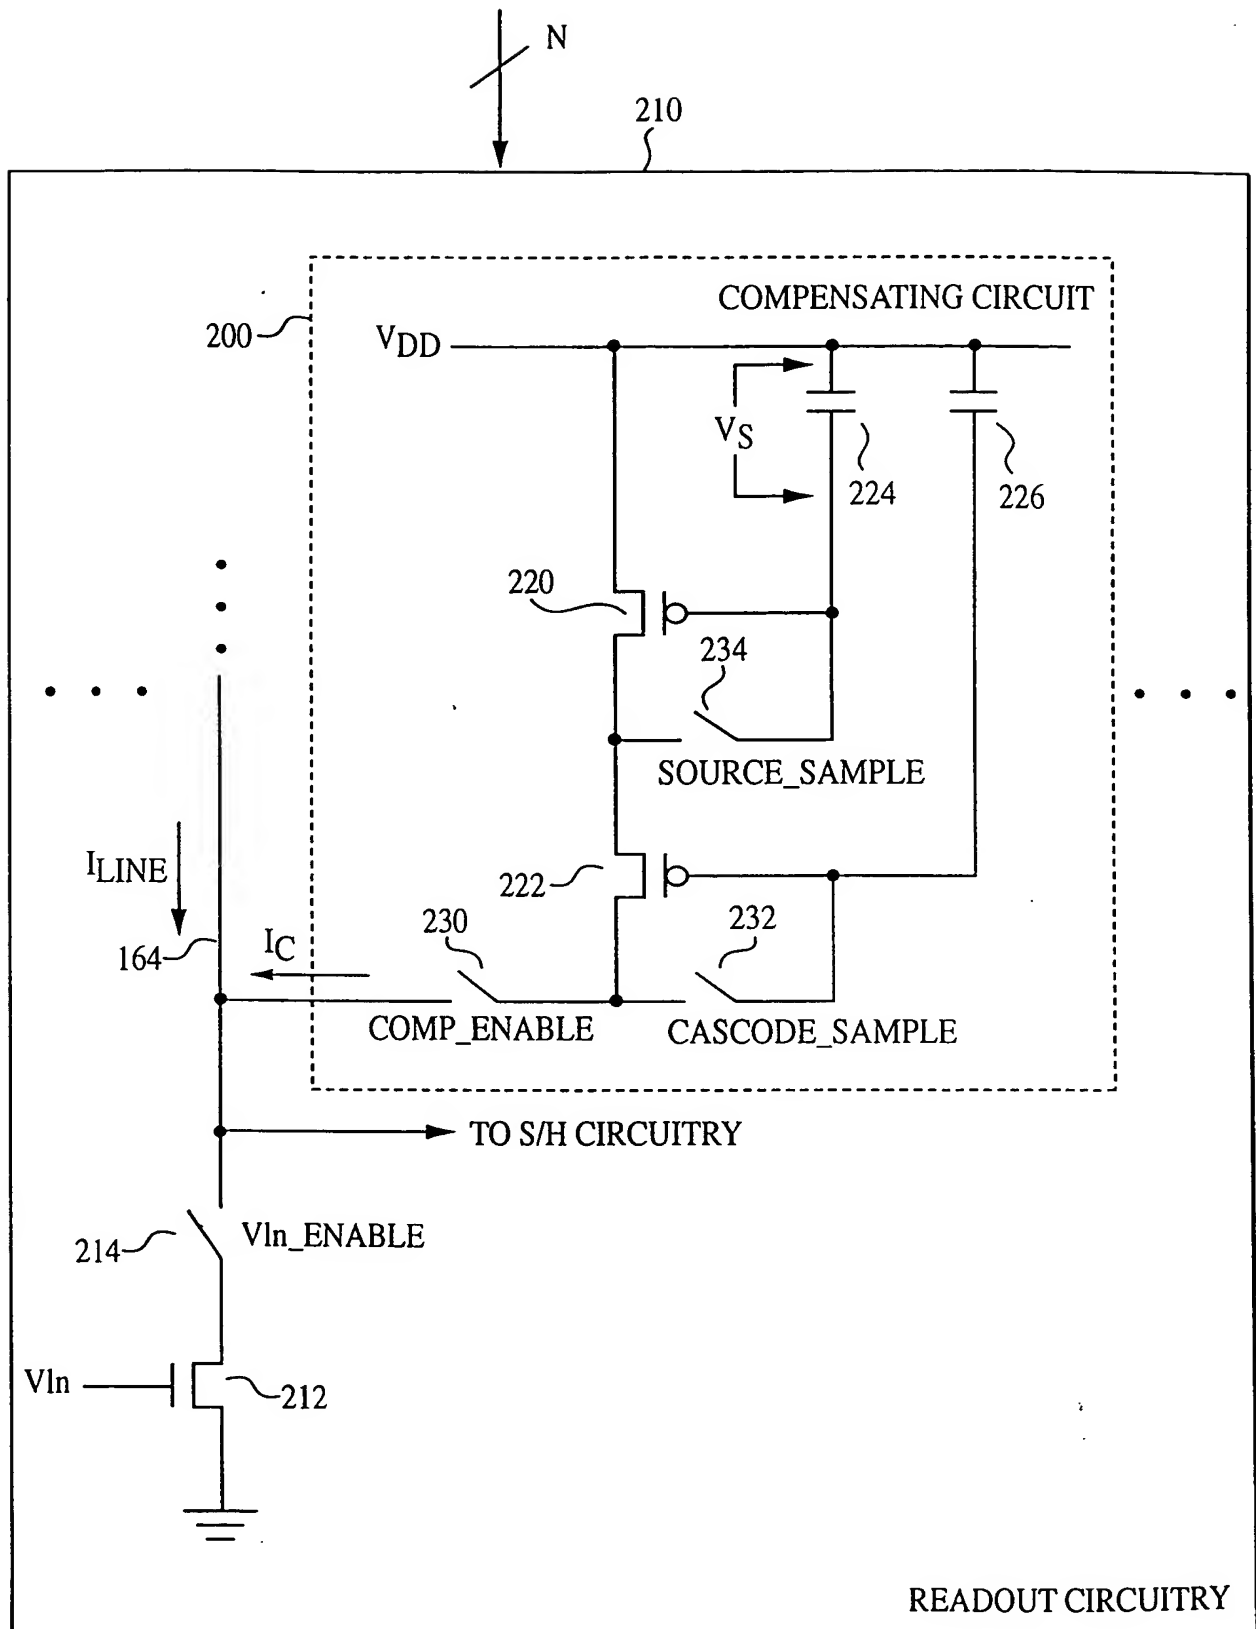 N
210
COMPENSATING CIRCUIT
200
VDD
VS
224
226
220
234
SOURCE_SAMPLE
ILINE
222
230
232
164
IC
COMP_ENABLE
CASCODE_SAMPLE
TO S/H CIRCUITRY
214
Vln_ENABLE
Vln
212
READOUT CIRCUITRY